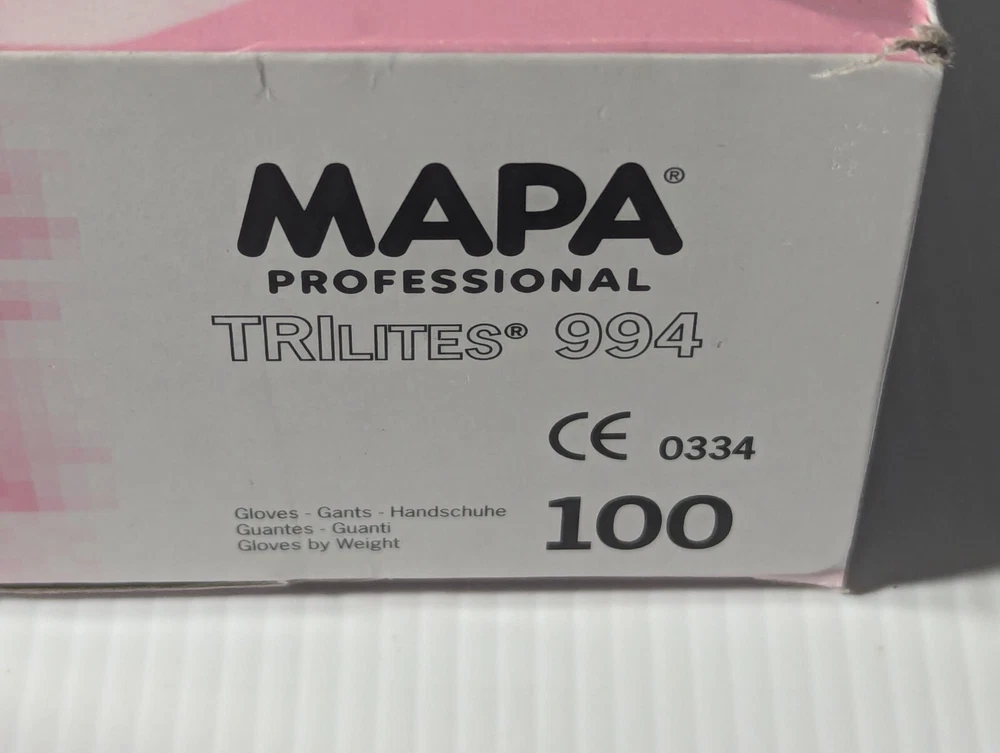 MAPA®
PROFESSIONAL
TRILITES® 994
CE 0334
Gloves - Gants - Handschuhe
Guantes - Guanti
Gloves by Weight
100